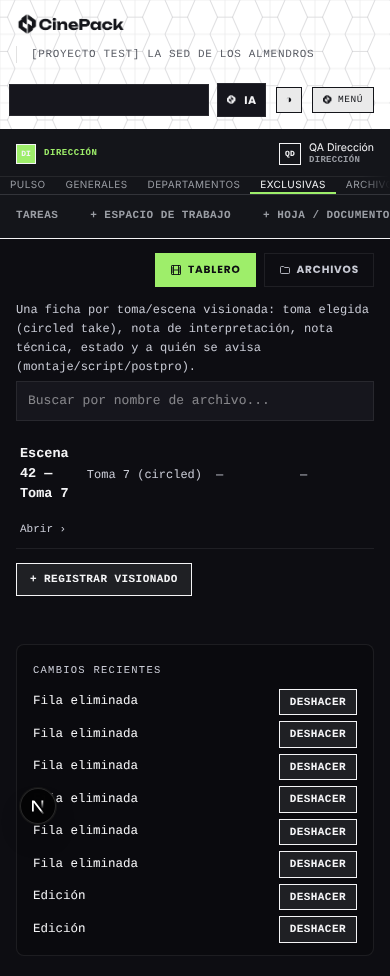 CinePack
[PROYECTO TEST] LA SED DE LOS ALMENDROS
IA
MENÚ
DI DIRECCIÓN
QD QA Dirección
DIRECCIÓN
PULSO GENERALES DEPARTAMENTOS EXCLUSIVAS ARCHIV
TAREAS + ESPACIO DE TRABAJO + HOJA / DOCUMENTO
TABLERO ARCHIVOS
Una ficha por toma/escena visionada: toma elegida
(circled take), nota de interpretación, nota
técnica, estado y a quién se avisa
(montaje/script/postpro).
Buscar por nombre de archivo...
Escena
42 —
Toma 7
Toma 7 (circled) — —
Abrir ›
+ REGISTRAR VISIONADO
CAMBIOS RECIENTES
Fila eliminada DESHACER
Fila eliminada DESHACER
Fila eliminada DESHACER
N a eliminada DESHACER
Fila eliminada DESHACER
Fila eliminada DESHACER
Edición DESHACER
Edición DESHACER